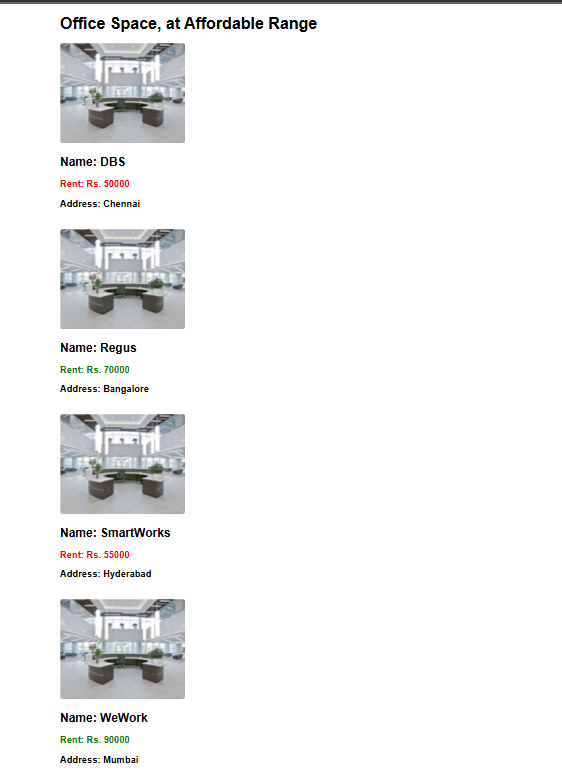 Office Space, at Affordable Range
Name: DBS
Rent: Rs. 50000
Address: Chennai
Name: Regus
Rent: Rs. 70000
Address: Bangalore
Name: SmartWorks
Rent: Rs. 55000
Address: Hyderabad
Name: WeWork
Rent: Rs. 90000
Address: Mumbai